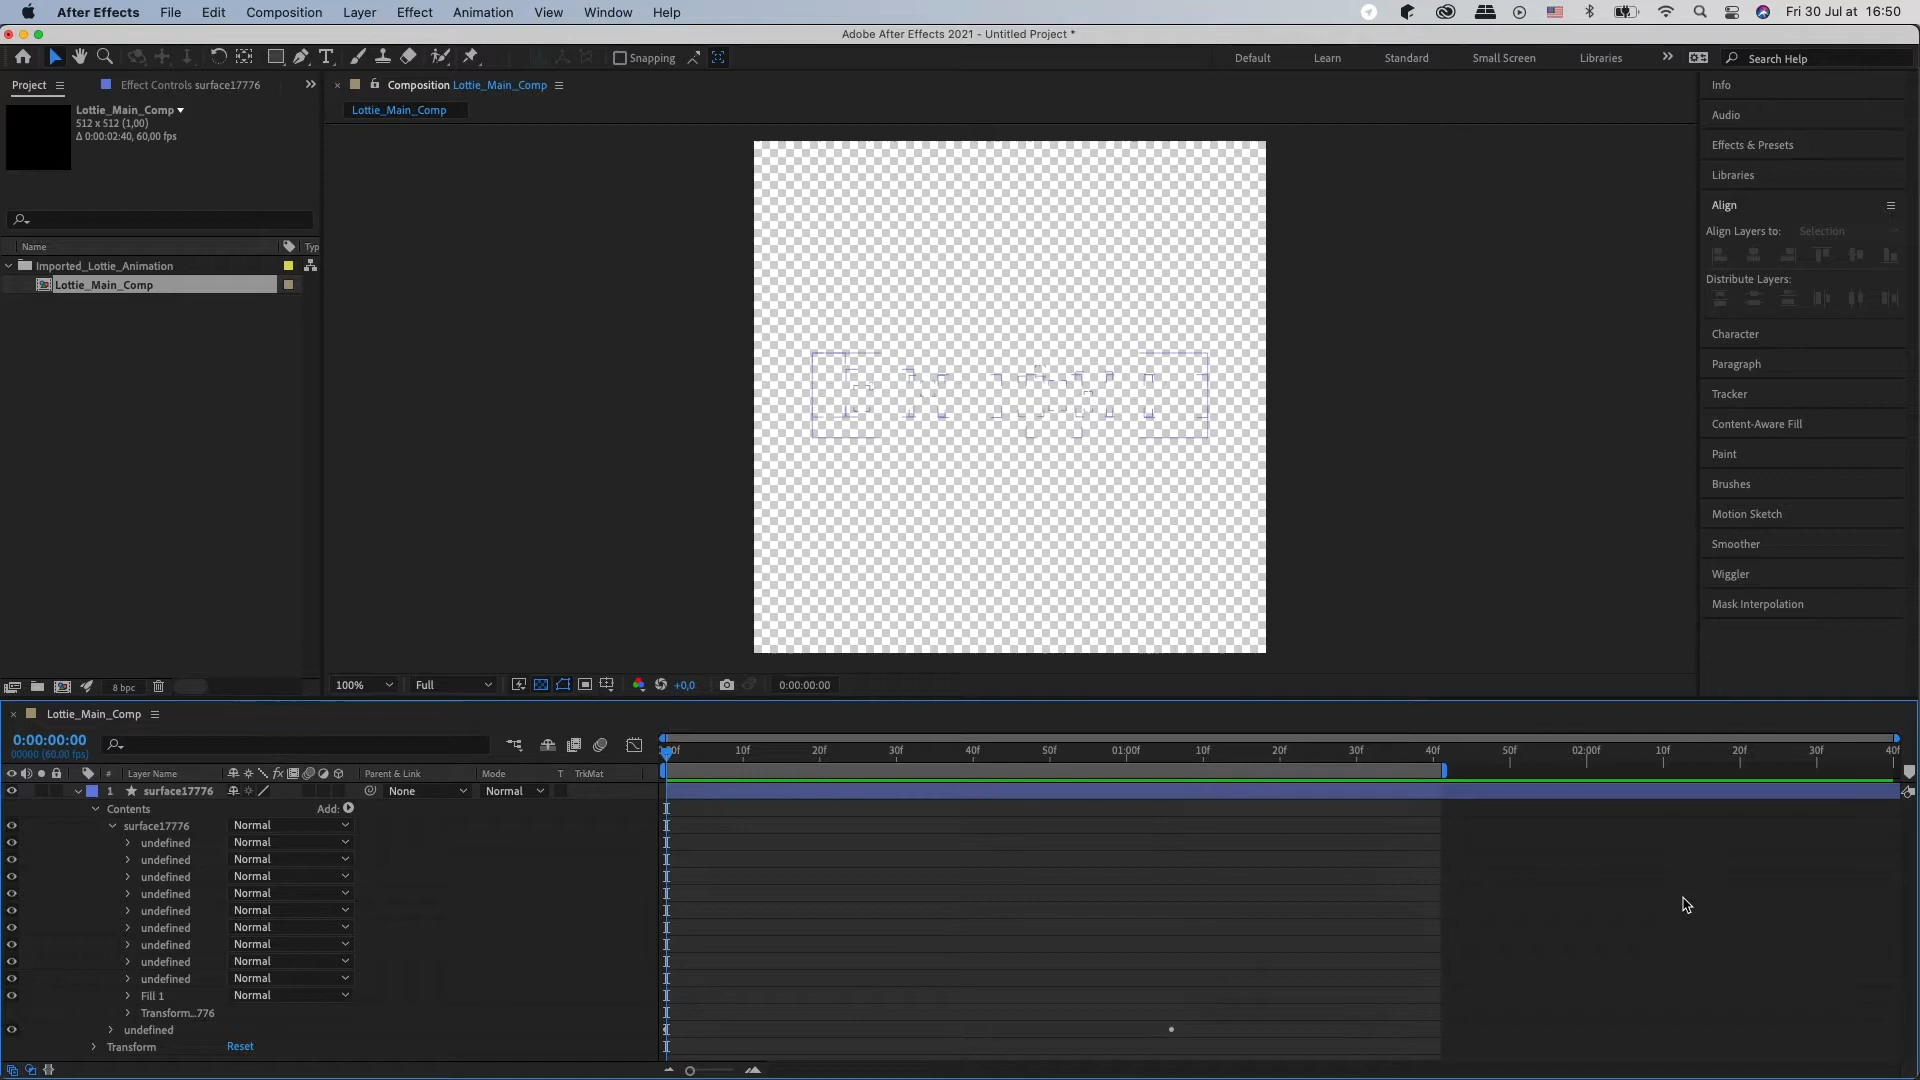 After Effects File Edit Composition Layer Effect Animation View Window Help Fri 30 Jul at 16:50
Adobe After Effects 2021 - Untitled Project *
Snapping Default Learn Standard Small Screen Libraries Search Help
Project Effect Controls surface17776 Composition Lottie_Main_Comp Info
Lottie_Main_Comp
Lottie_Main_Comp
512 x 512 (1,00)
Δ 0:00:02:40, 60,00 fps
Audio
Effects & Presets
Libraries
Align
Align Layers to: Selection
Distribute Layers:
Character
Paragraph
Tracker
Content-Aware Fill
Paint
Brushes
Motion Sketch
Smoother
Wiggler
Mask Interpolation
Name Typ
Imported_Lottie_Animation
Lottie_Main_Comp
8 bpc 100% Full +0,0 0:00:00:00
Lottie_Main_Comp
0:00:00:00
00000 (60.00 fps)
:00f 10f 20f 30f 40f 50f 01:00f 10f 20f 30f 40f 50f 02:00f 10f 20f 30f 40f
# Layer Name fx Parent & Link Mode T TrkMat
1 surface17776 None Normal
Contents Add:
surface17776 Normal
undefined Normal
undefined Normal
undefined Normal
undefined Normal
undefined Normal
undefined Normal
undefined Normal
undefined Normal
undefined Normal
Fill 1 Normal
Transform...776
undefined
Transform Reset